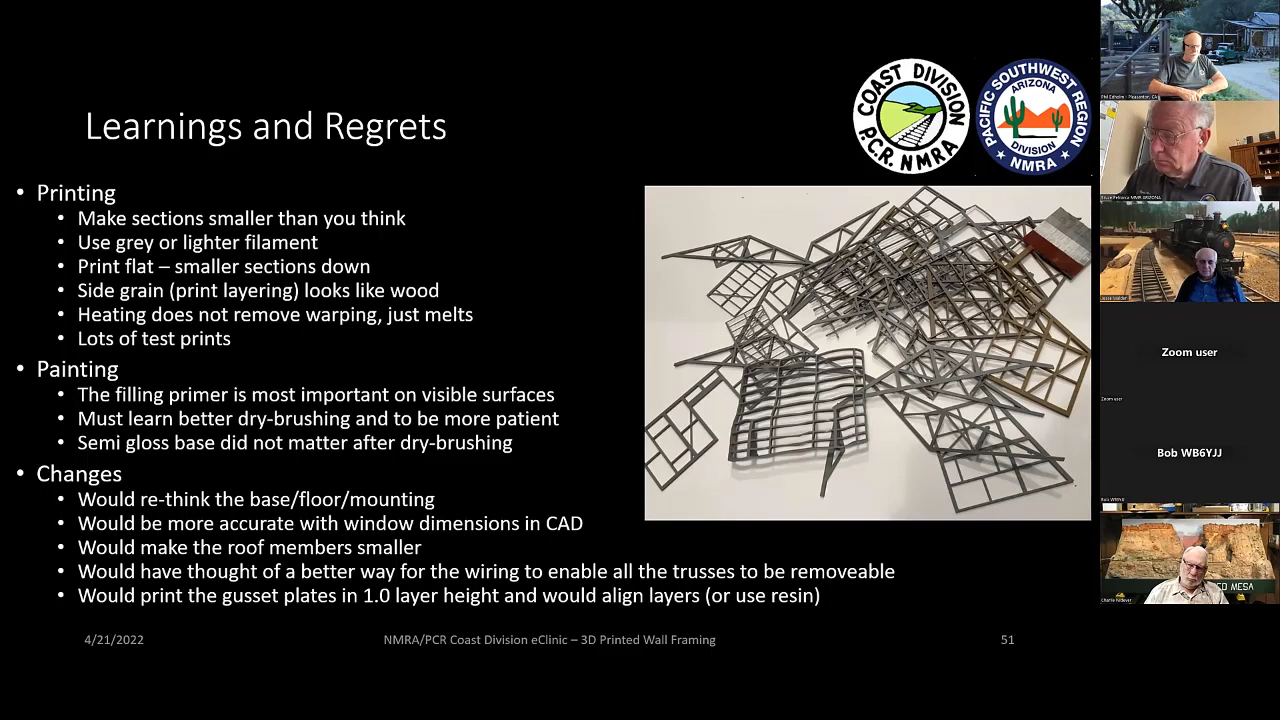 Learnings and Regrets
COAST DIVISION
P.C.R. NMRA
PACIFIC SOUTHWEST REGION
ARIZONA
DIVISION
NMRA
• Printing
• Make sections smaller than you think
• Use grey or lighter filament
• Print flat – smaller sections down
• Side grain (print layering) looks like wood
• Heating does not remove warping, just melts
• Lots of test prints
• Painting
• The filling primer is most important on visible surfaces
• Must learn better dry-brushing and to be more patient
• Semi gloss base did not matter after dry-brushing
• Changes
• Would re-think the base/floor/mounting
• Would be more accurate with window dimensions in CAD
• Would make the roof members smaller
• Would have thought of a better way for the wiring to enable all the trusses to be removeable
• Would print the gusset plates in 1.0 layer height and would align layers (or use resin)
4/21/2022
NMRA/PCR Coast Division eClinic – 3D Printed Wall Framing
51
Zoom user
Zoom user
Bob WB6YJJ
MESA